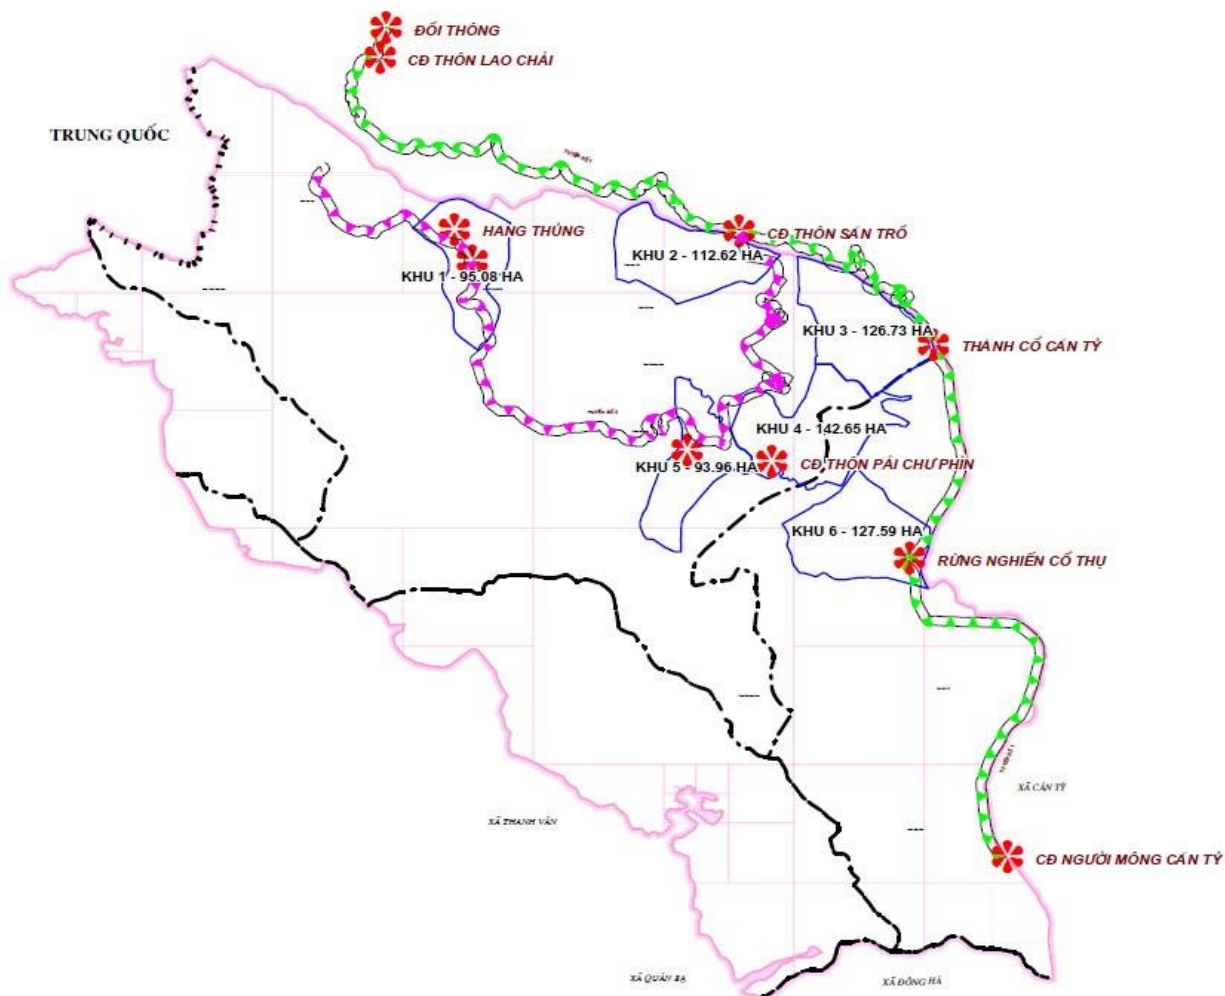 ĐỒI THÔNG
CĐ THÔN LAO CHẢI
TRUNG QUỐC
HANG THÚNG
CĐ THÔN SÁN TRỒ
KHU 2 - 112.62 HA
KHU 1 - 95.08 HA
KHU 3 - 126.73 HA
THÀNH CỔ CÁN TỶ
KHU 4 - 142.65 HA
KHU 5 - 93.96 HA
CĐ THÔN PẢI CHƯ PHÌN
KHU 6 - 127.59 HA
RỪNG NGHIẾN CỔ THỤ
XÃ CÁN TỶ
XÃ THANH VÂN
CĐ NGƯỜI MÔNG CÁN TỶ
XÃ QUẢN BẠ
XÃ ĐÔNG HÀ